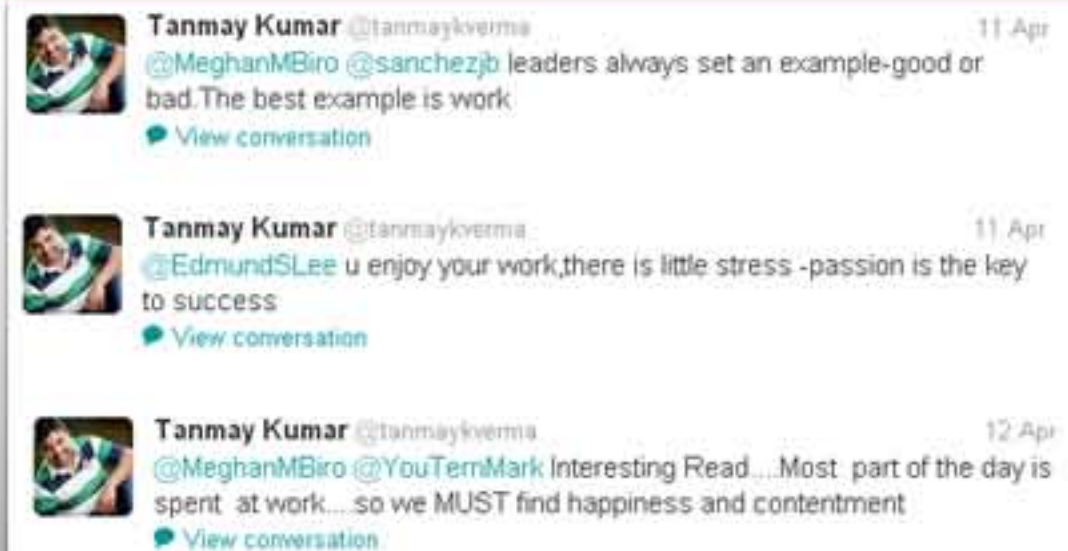 Tanmay Kumar @tanmaykverma 11 Apr
@MeghanMBiro @sanchezjb leaders always set an example-good or
bad.The best example is work
View conversation
Tanmay Kumar @tanmaykverma 11 Apr
@EdmundSLee u enjoy your work,there is little stress -passion is the key
to success
View conversation
Tanmay Kumar @tanmaykverma 12 Apr
@MeghanMBiro @YouTernMark Interesting Read....Most part of the day is
spent at work....so we MUST find happiness and contentment
View conversation